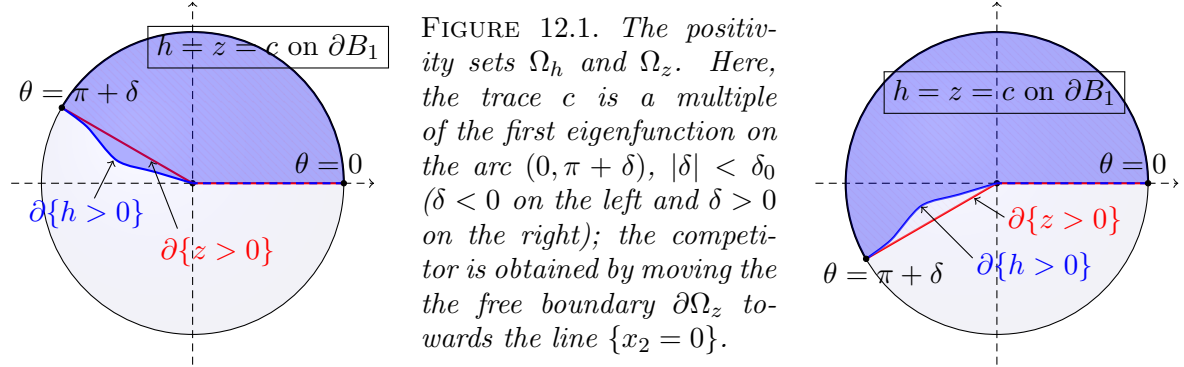 h = z = c on ∂B₁
θ = π + δ
θ = 0
∂{h > 0}
∂{z > 0}
FIGURE 12.1. The positiv-
ity sets Ωₕ and Ω_z. Here,
the trace c is a multiple
of the first eigenfunction on
the arc (0, π + δ), |δ| < δ₀
(δ < 0 on the left and δ > 0
on the right); the competi-
tor is obtained by moving the
the free boundary ∂Ω_z to-
wards the line {x₂ = 0}.
h = z = c on ∂B₁
θ = 0
∂{z > 0}
∂{h > 0}
θ = π + δ